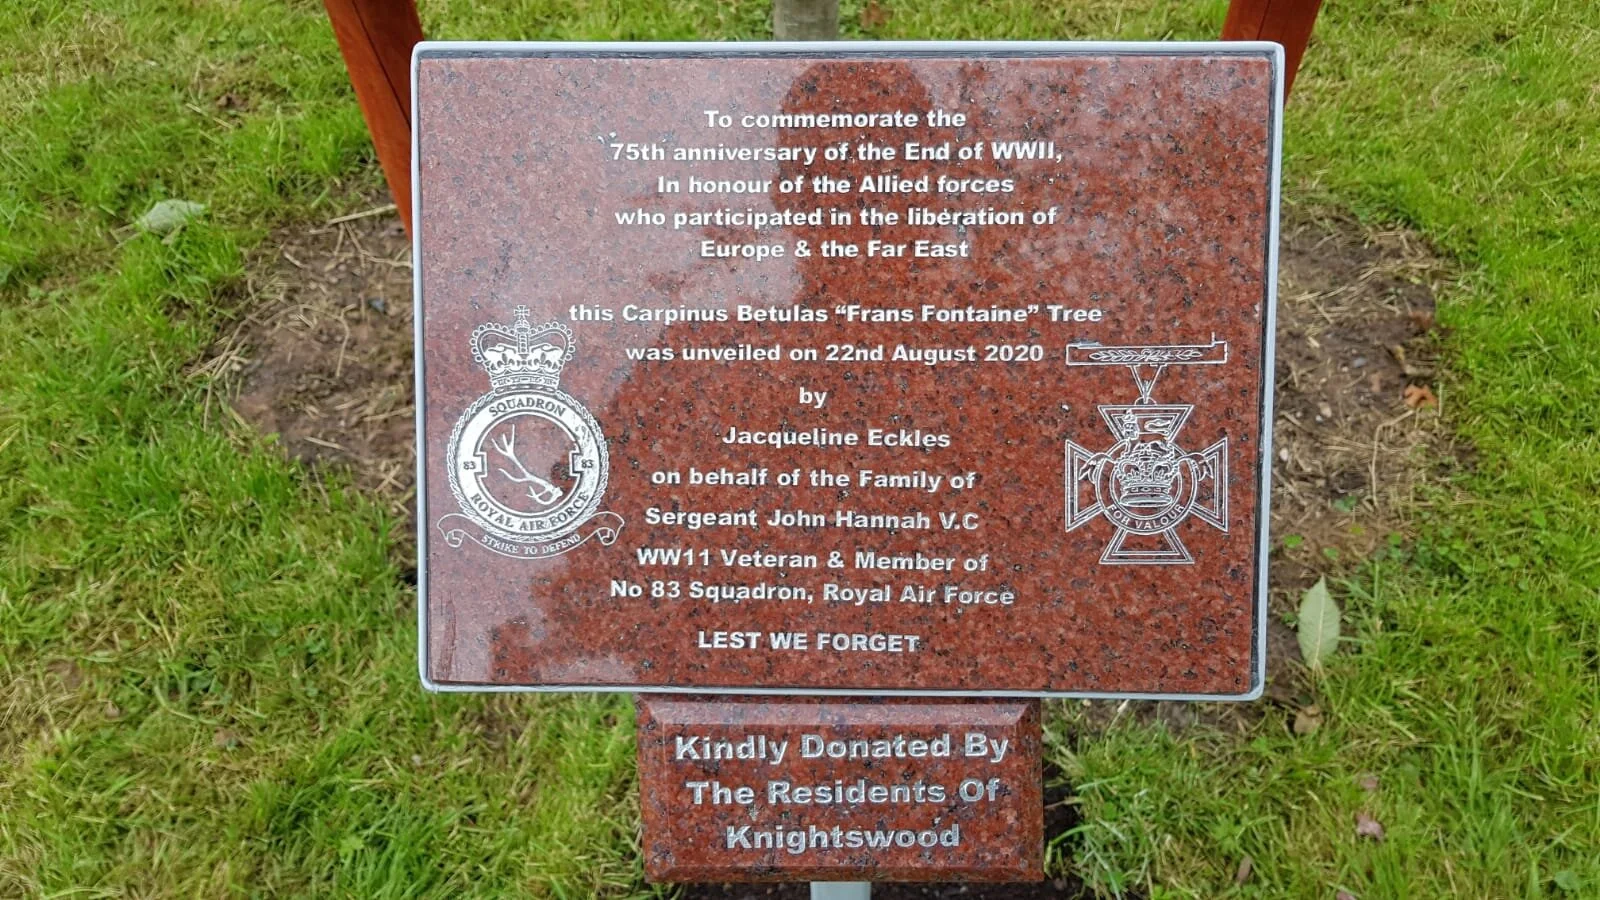 To commemorate the
75th anniversary of the End of WWII,
In honour of the Allied forces
who participated in the liberation of
Europe & the Far East
this Carpinus Betulas “Frans Fontaine” Tree
was unveiled on 22nd August 2020
by
Jacqueline Eckles
on behalf of the Family of
Sergeant John Hannah V.C
WW11 Veteran & Member of
No 83 Squadron, Royal Air Force
LEST WE FORGET
SQUADRON
83 83
ROYAL AIR FORCE
STRIKE TO DEFEND
FOR VALOUR
Kindly Donated By
The Residents Of
Knightswood